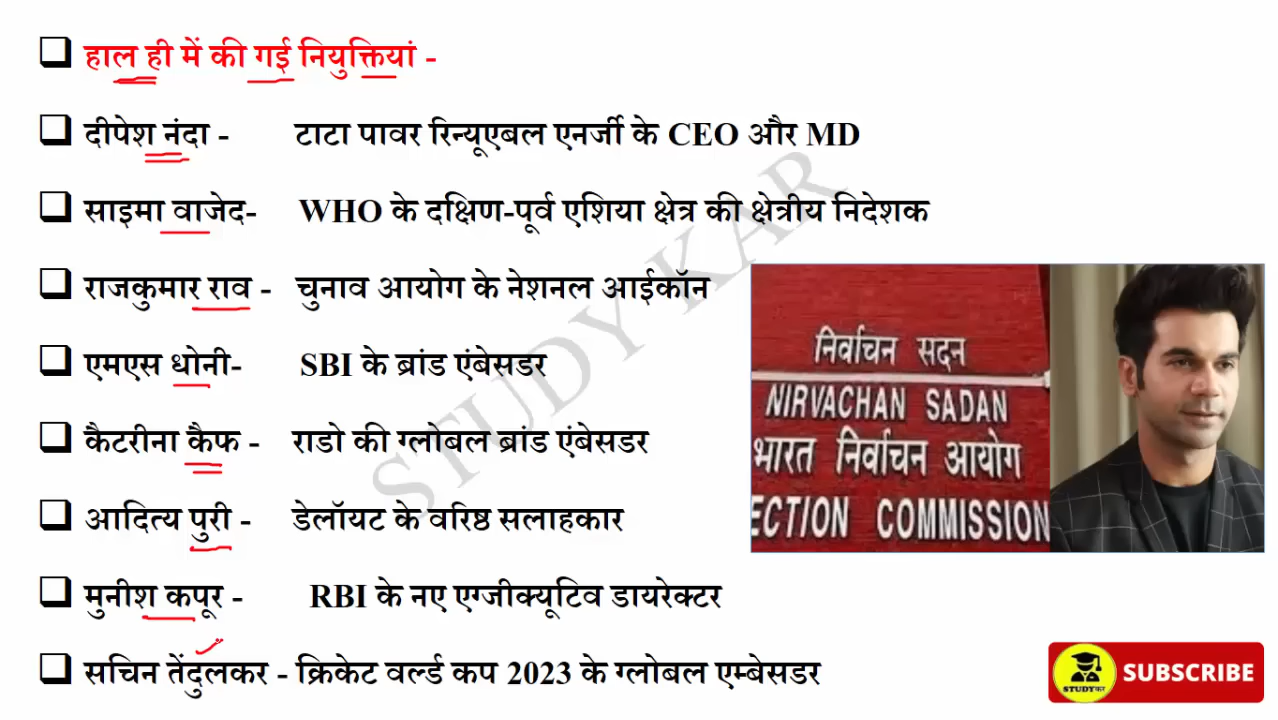 हाल ही में की गई नियुक्तियां -
दीपेश नंदा - टाटा पावर रिन्यूएबल एनर्जी के CEO और MD
साइमा वाजेद- WHO के दक्षिण-पूर्व एशिया क्षेत्र की क्षेत्रीय निदेशक
राजकुमार राव - चुनाव आयोग के नेशनल आईकॉन
एमएस धोनी- SBI के ब्रांड एंबेसडर
कैटरीना कैफ - राडो की ग्लोबल ब्रांड एंबेसडर
आदित्य पुरी - डेलॉयट के वरिष्ठ सलाहकार
मुनीश कपूर - RBI के नए एग्जीक्यूटिव डायरेक्टर
सचिन तेंदुलकर - क्रिकेट वर्ल्ड कप 2023 के ग्लोबल एम्बेसडर
STUDY KAR
निर्वाचन सदन
NIRVACHAN SADAN
भारत निर्वाचन आयोग
ECTION COMMISSION
STUDYकर
SUBSCRIBE